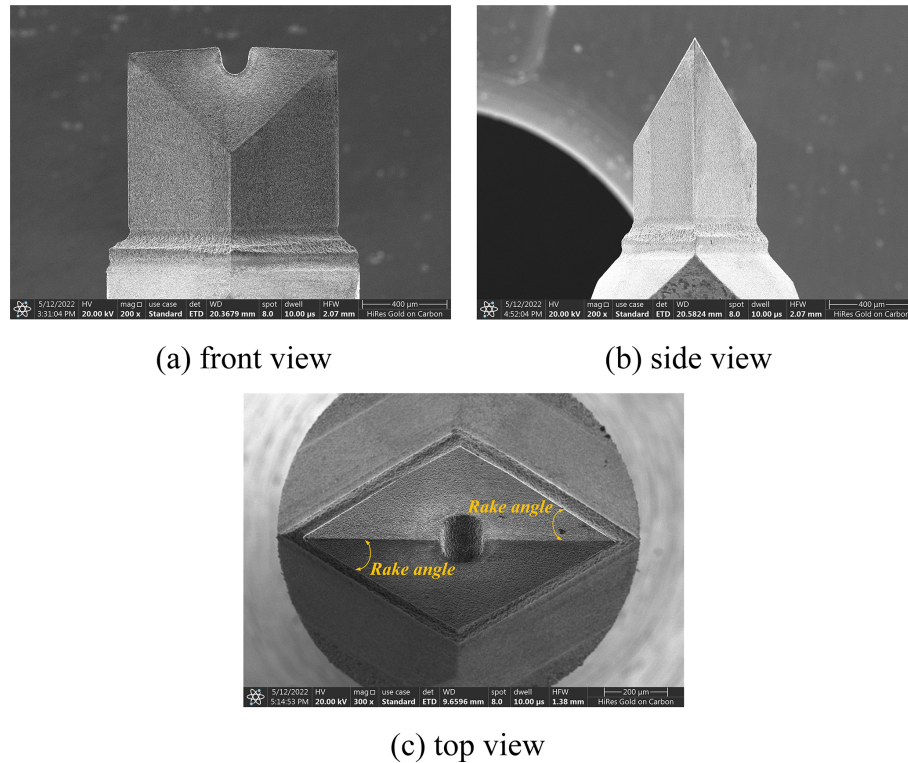 5/12/2022 HV mag □ use case det WD spot dwell HFW 400 μm
3:31:04 PM 20.00 kV 200 x Standard ETD 20.3679 mm 8.0 10.00 μs 2.07 mm HiRes Gold on Carbon
5/12/2022 HV mag □ use case det WD spot dwell HFW 400 μm
4:52:04 PM 20.00 kV 200 x Standard ETD 20.5824 mm 8.0 10.00 μs 2.07 mm HiRes Gold on Carbon
(a) front view
(b) side view
Rake angle
Rake angle
5/12/2022 HV mag □ use case det WD spot dwell HFW 200 μm
5:14:53 PM 20.00 kV 300 x Standard ETD 9.6596 mm 8.0 10.00 μs 1.38 mm HiRes Gold on Carbon
(c) top view